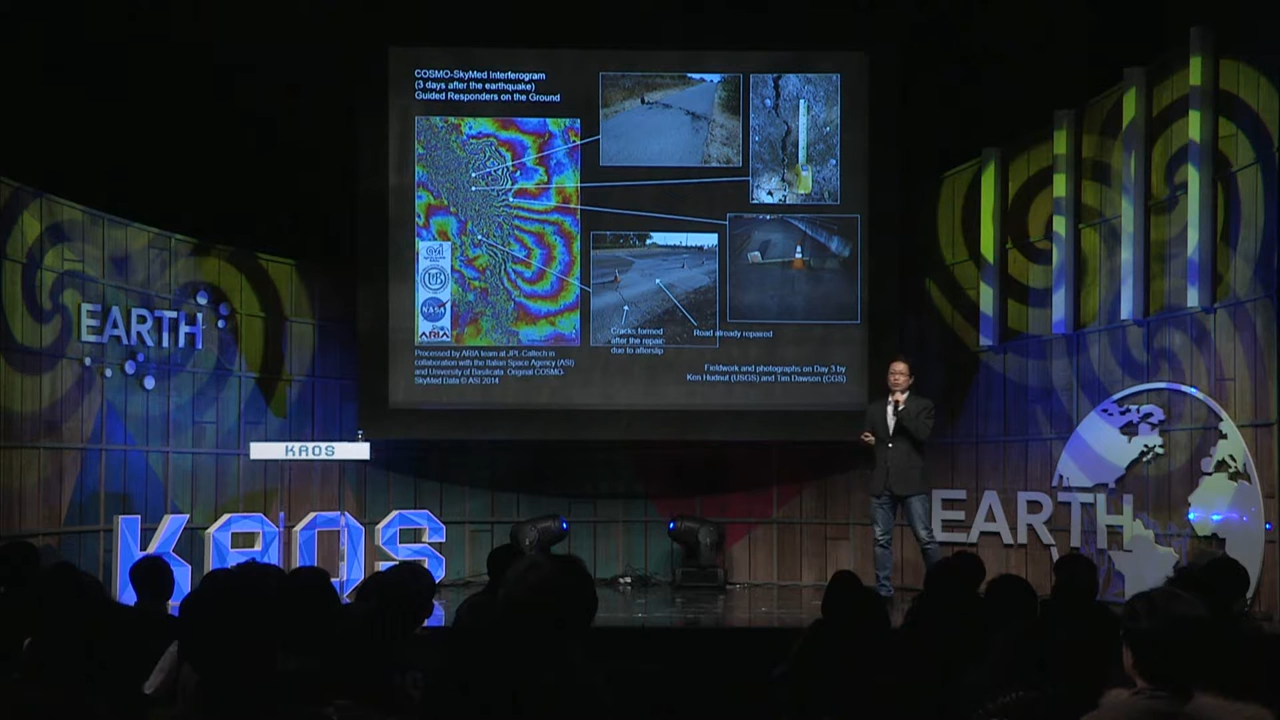 COSMO-SkyMed Interferogram
(3 days after the earthquake)
Guided Responders on the Ground
NASA
ARIA
Cracks formed
after the repair
due to afterslip
Road already repaired
Processed by ARIA team at JPL-Caltech in
collaboration with the Italian Space Agency (ASI)
and University of Basilicata. Original COSMO-
SkyMed Data © ASI 2014
Fieldwork and photographs on Day 3 by
Ken Hudnut (USGS) and Tim Dawson (CGS)
EARTH
KAOS
KAOS
EARTH